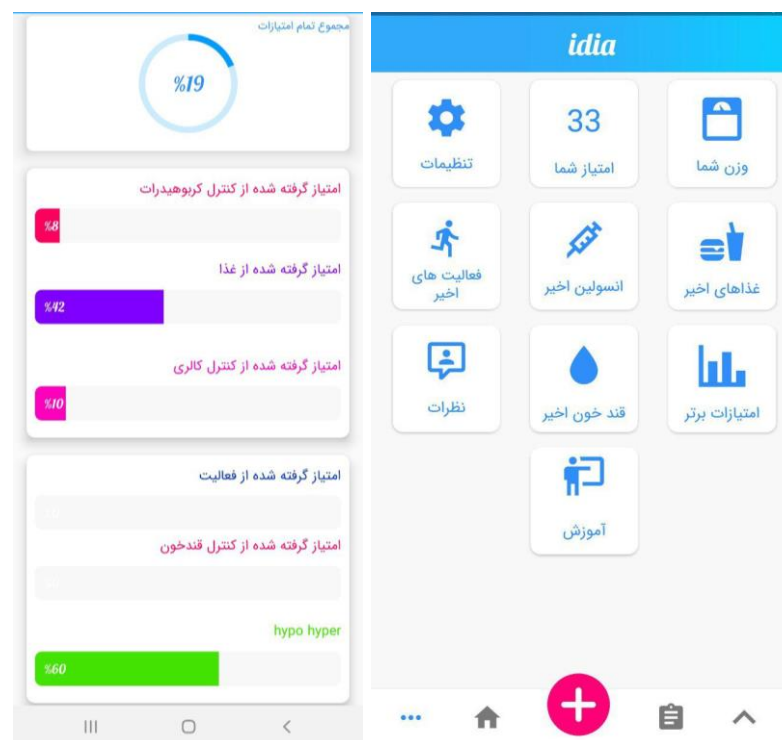 مجموع تمام امتیازات
%19
امتیاز گرفته شده از کنترل کربوهیدرات
%8
امتیاز گرفته شده از غذا
%42
امتیاز گرفته شده از کنترل کالری
%10
امتیاز گرفته شده از فعالیت
امتیاز گرفته شده از کنترل قندخون
hypo hyper
%60
idia
وزن شما
33
امتیاز شما
تنظیمات
غذاهای اخیر
انسولین اخیر
فعالیت های
اخیر
امتیازات برتر
قند خون اخیر
نظرات
آموزش